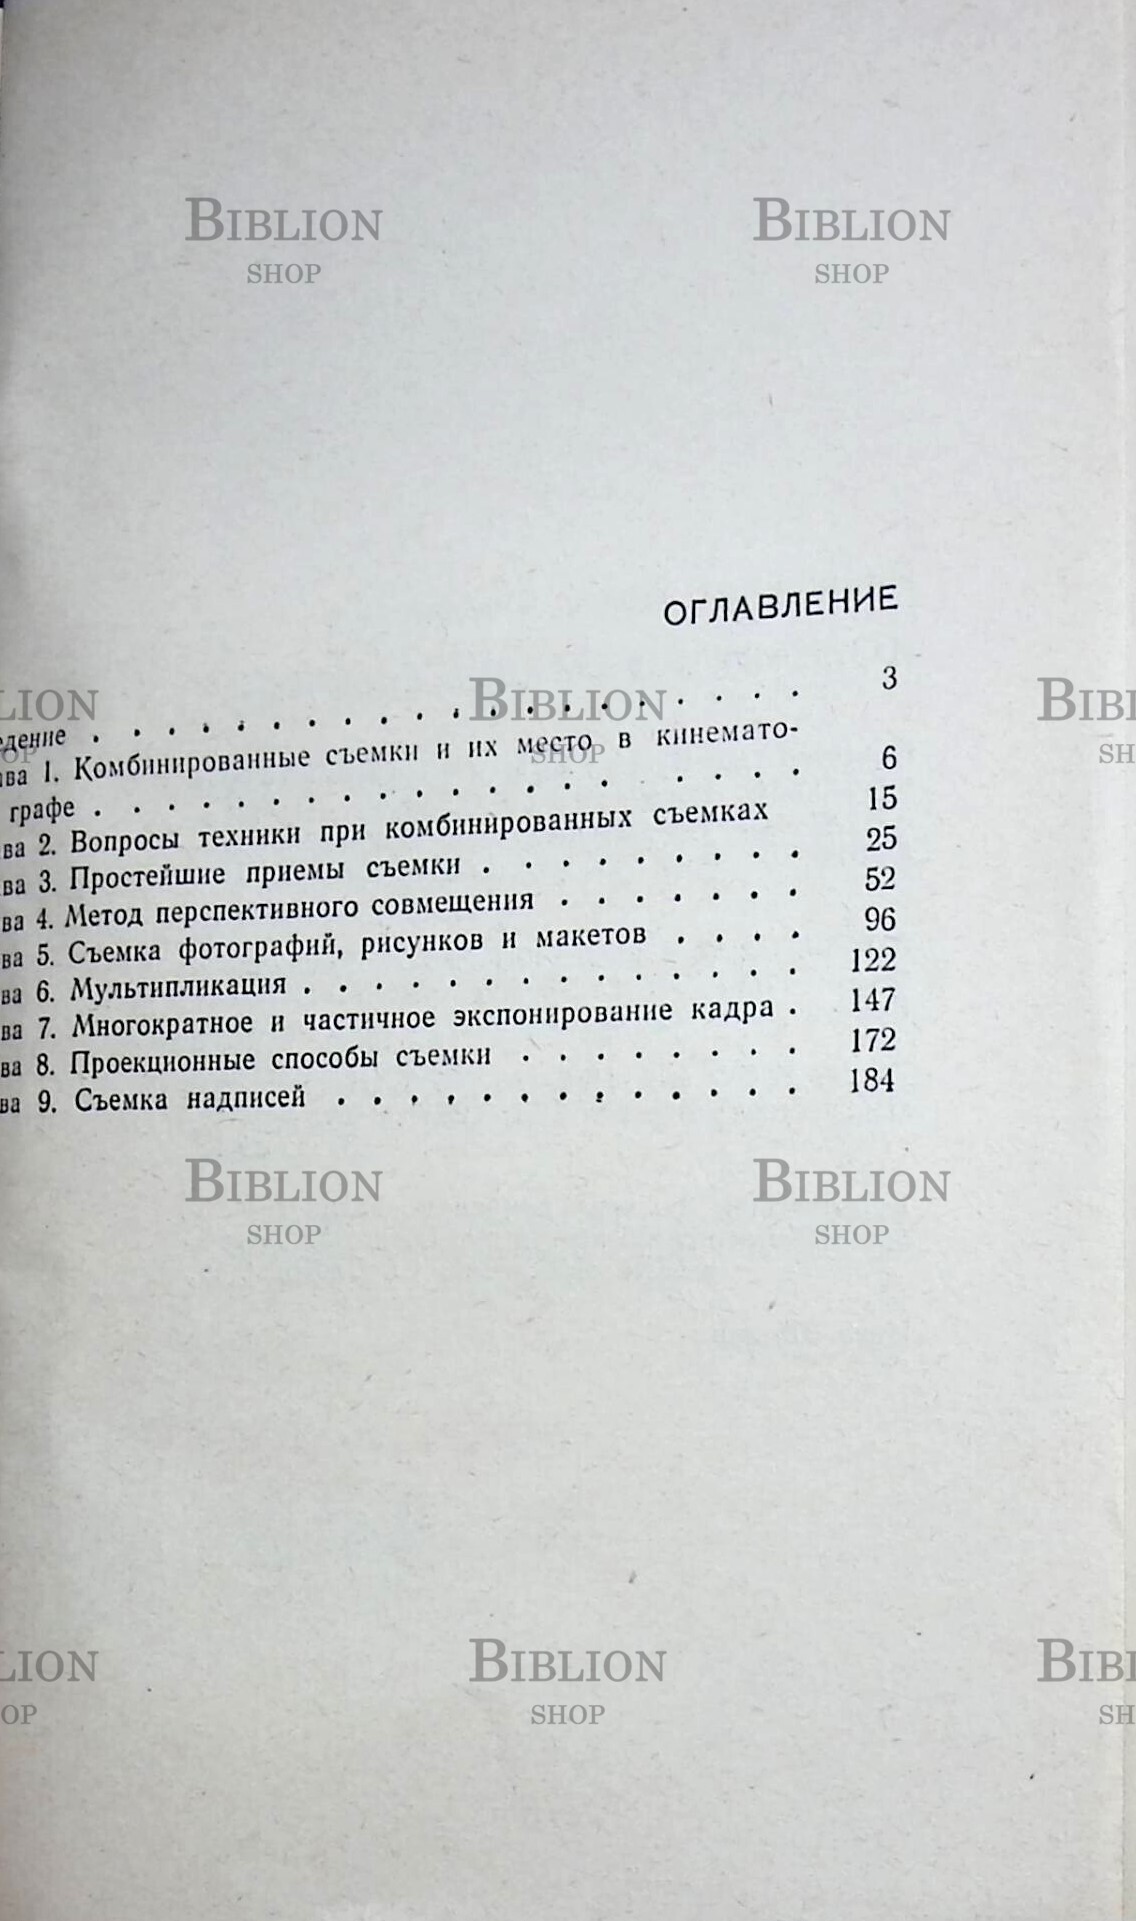 BIBLION SHOP
BIBLION SHOP
ОГЛАВЛЕНИЕ
едение . . . . . . . . . . . . . . . . . . . . 3
ва 1. Комбинированные съемки и их место в кинемато-
графе . . . . . . . . . . . . . . . . . . . 6
ва 2. Вопросы техники при комбинированных съемках 15
ва 3. Простейшие приемы съемки . . . . . . . . . 25
ва 4. Метод перспективного совмещения . . . . . . . 52
ва 5. Съемка фотографий, рисунков и макетов . . . . 96
ва 6. Мультипликация . . . . . . . . . . . . . . 122
ва 7. Многократное и частичное экспонирование кадра . 147
ва 8. Проекционные способы съемки . . . . . . . . 172
ва 9. Съемка надписей . . . . . . . . . . . . . 184
LION OP
BIBLION SHOP
BIBL SH
BIBLION SHOP
BIBLION SHOP
LION OP
BIBLION SHOP
BIBL SH